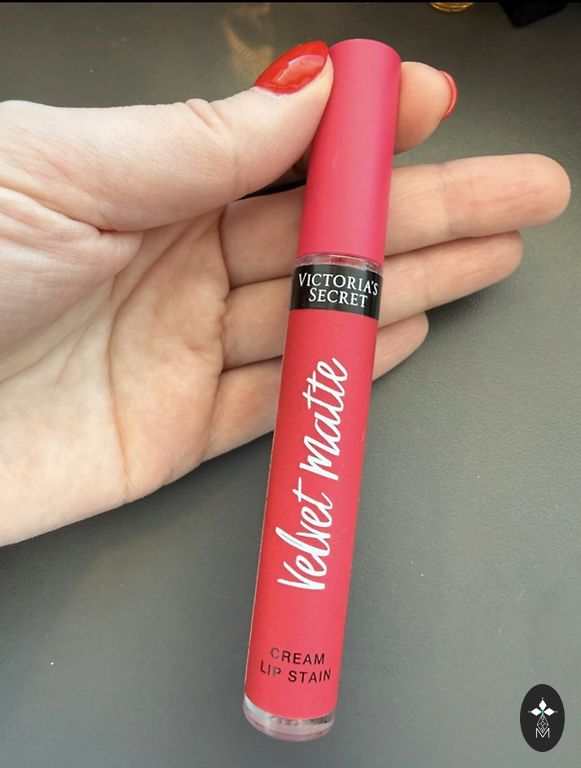 VICTORIA'S
SECRET
Velvet Matte
CREAM
LIP STAIN
M